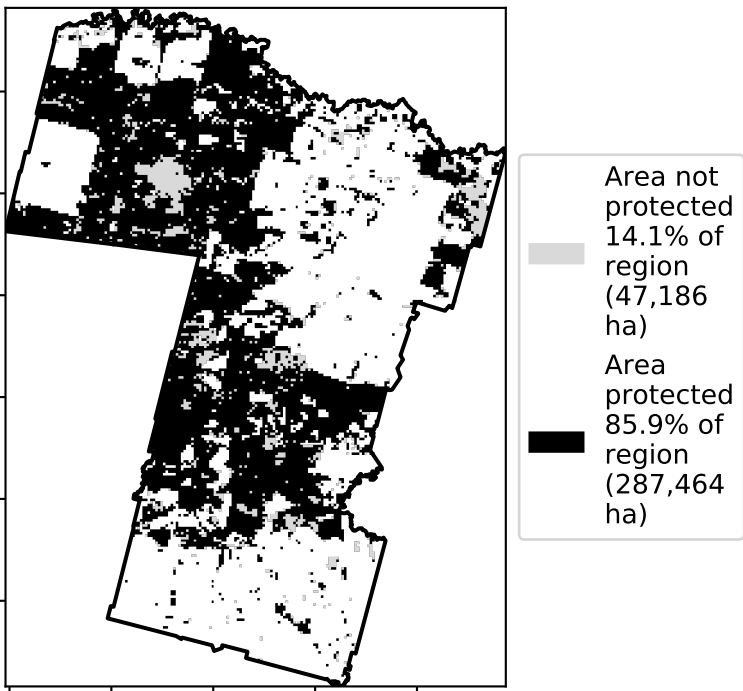 Area not
protected
14.1% of
region
(47,186
ha)
Area
protected
85.9% of
region
(287,464
ha)